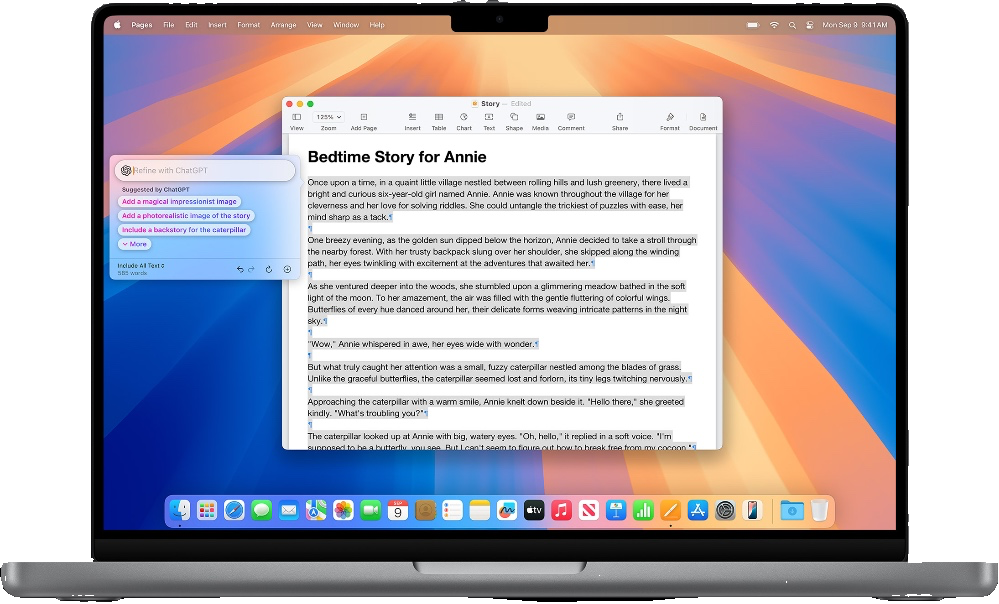 Pages File Edit Insert Format Arrange View Window Help
Mon Sep 9 9:41 AM
Story — Edited
125%
View Zoom Add Page Insert Table Chart Text Shape Media Comment Share Format Document
Refine with ChatGPT
Suggested by ChatGPT
Add a magical impressionist image
Add a photorealistic image of the story
Include a backstory for the caterpillar
More
Include All Text
585 words
Bedtime Story for Annie
Once upon a time, in a quaint little village nestled between rolling hills and lush greenery, there lived a
bright and curious six-year-old girl named Annie. Annie was known throughout the village for her
cleverness and her love for solving riddles. She could untangle the trickiest of puzzles with ease, her
mind sharp as a tack.¶
¶
One breezy evening, as the golden sun dipped below the horizon, Annie decided to take a stroll through
the nearby forest. With her trusty backpack slung over her shoulder, she skipped along the winding
path, her eyes twinkling with excitement at the adventures that awaited her.¶
¶
As she ventured deeper into the woods, she stumbled upon a glimmering meadow bathed in the soft
light of the moon. To her amazement, the air was filled with the gentle fluttering of colorful wings.
Butterflies of every hue danced around her, their delicate forms weaving intricate patterns in the night
sky.¶
¶
"Wow," Annie whispered in awe, her eyes wide with wonder.¶
¶
But what truly caught her attention was a small, fuzzy caterpillar nestled among the blades of grass.
Unlike the graceful butterflies, the caterpillar seemed lost and forlorn, its tiny legs twitching nervously.¶
¶
Approaching the caterpillar with a warm smile, Annie knelt down beside it. "Hello there," she greeted
kindly. "What's troubling you?"¶
¶
The caterpillar looked up at Annie with big, watery eyes. "Oh, hello," it replied in a soft voice. "I'm
supposed to be a butterfly, you see. But I can't seem to figure out how to break free from my cocoon."¶
SEP
9
tv